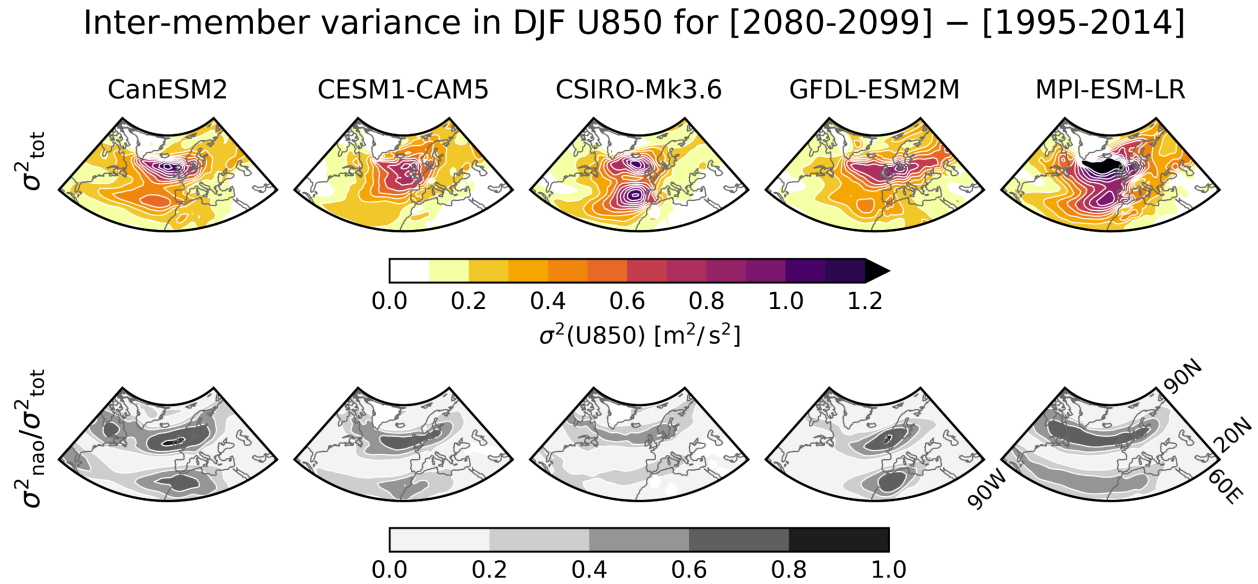 Inter-member variance in DJF U850 for [2080-2099] − [1995-2014]
CanESM2 CESM1-CAM5 CSIRO-Mk3.6 GFDL-ESM2M MPI-ESM-LR
σ²tot
0.0 0.2 0.4 0.6 0.8 1.0 1.2
σ²(U850) [m²/s²]
σ²nao/σ²tot
90N
20N
60E
90W
0.0 0.2 0.4 0.6 0.8 1.0